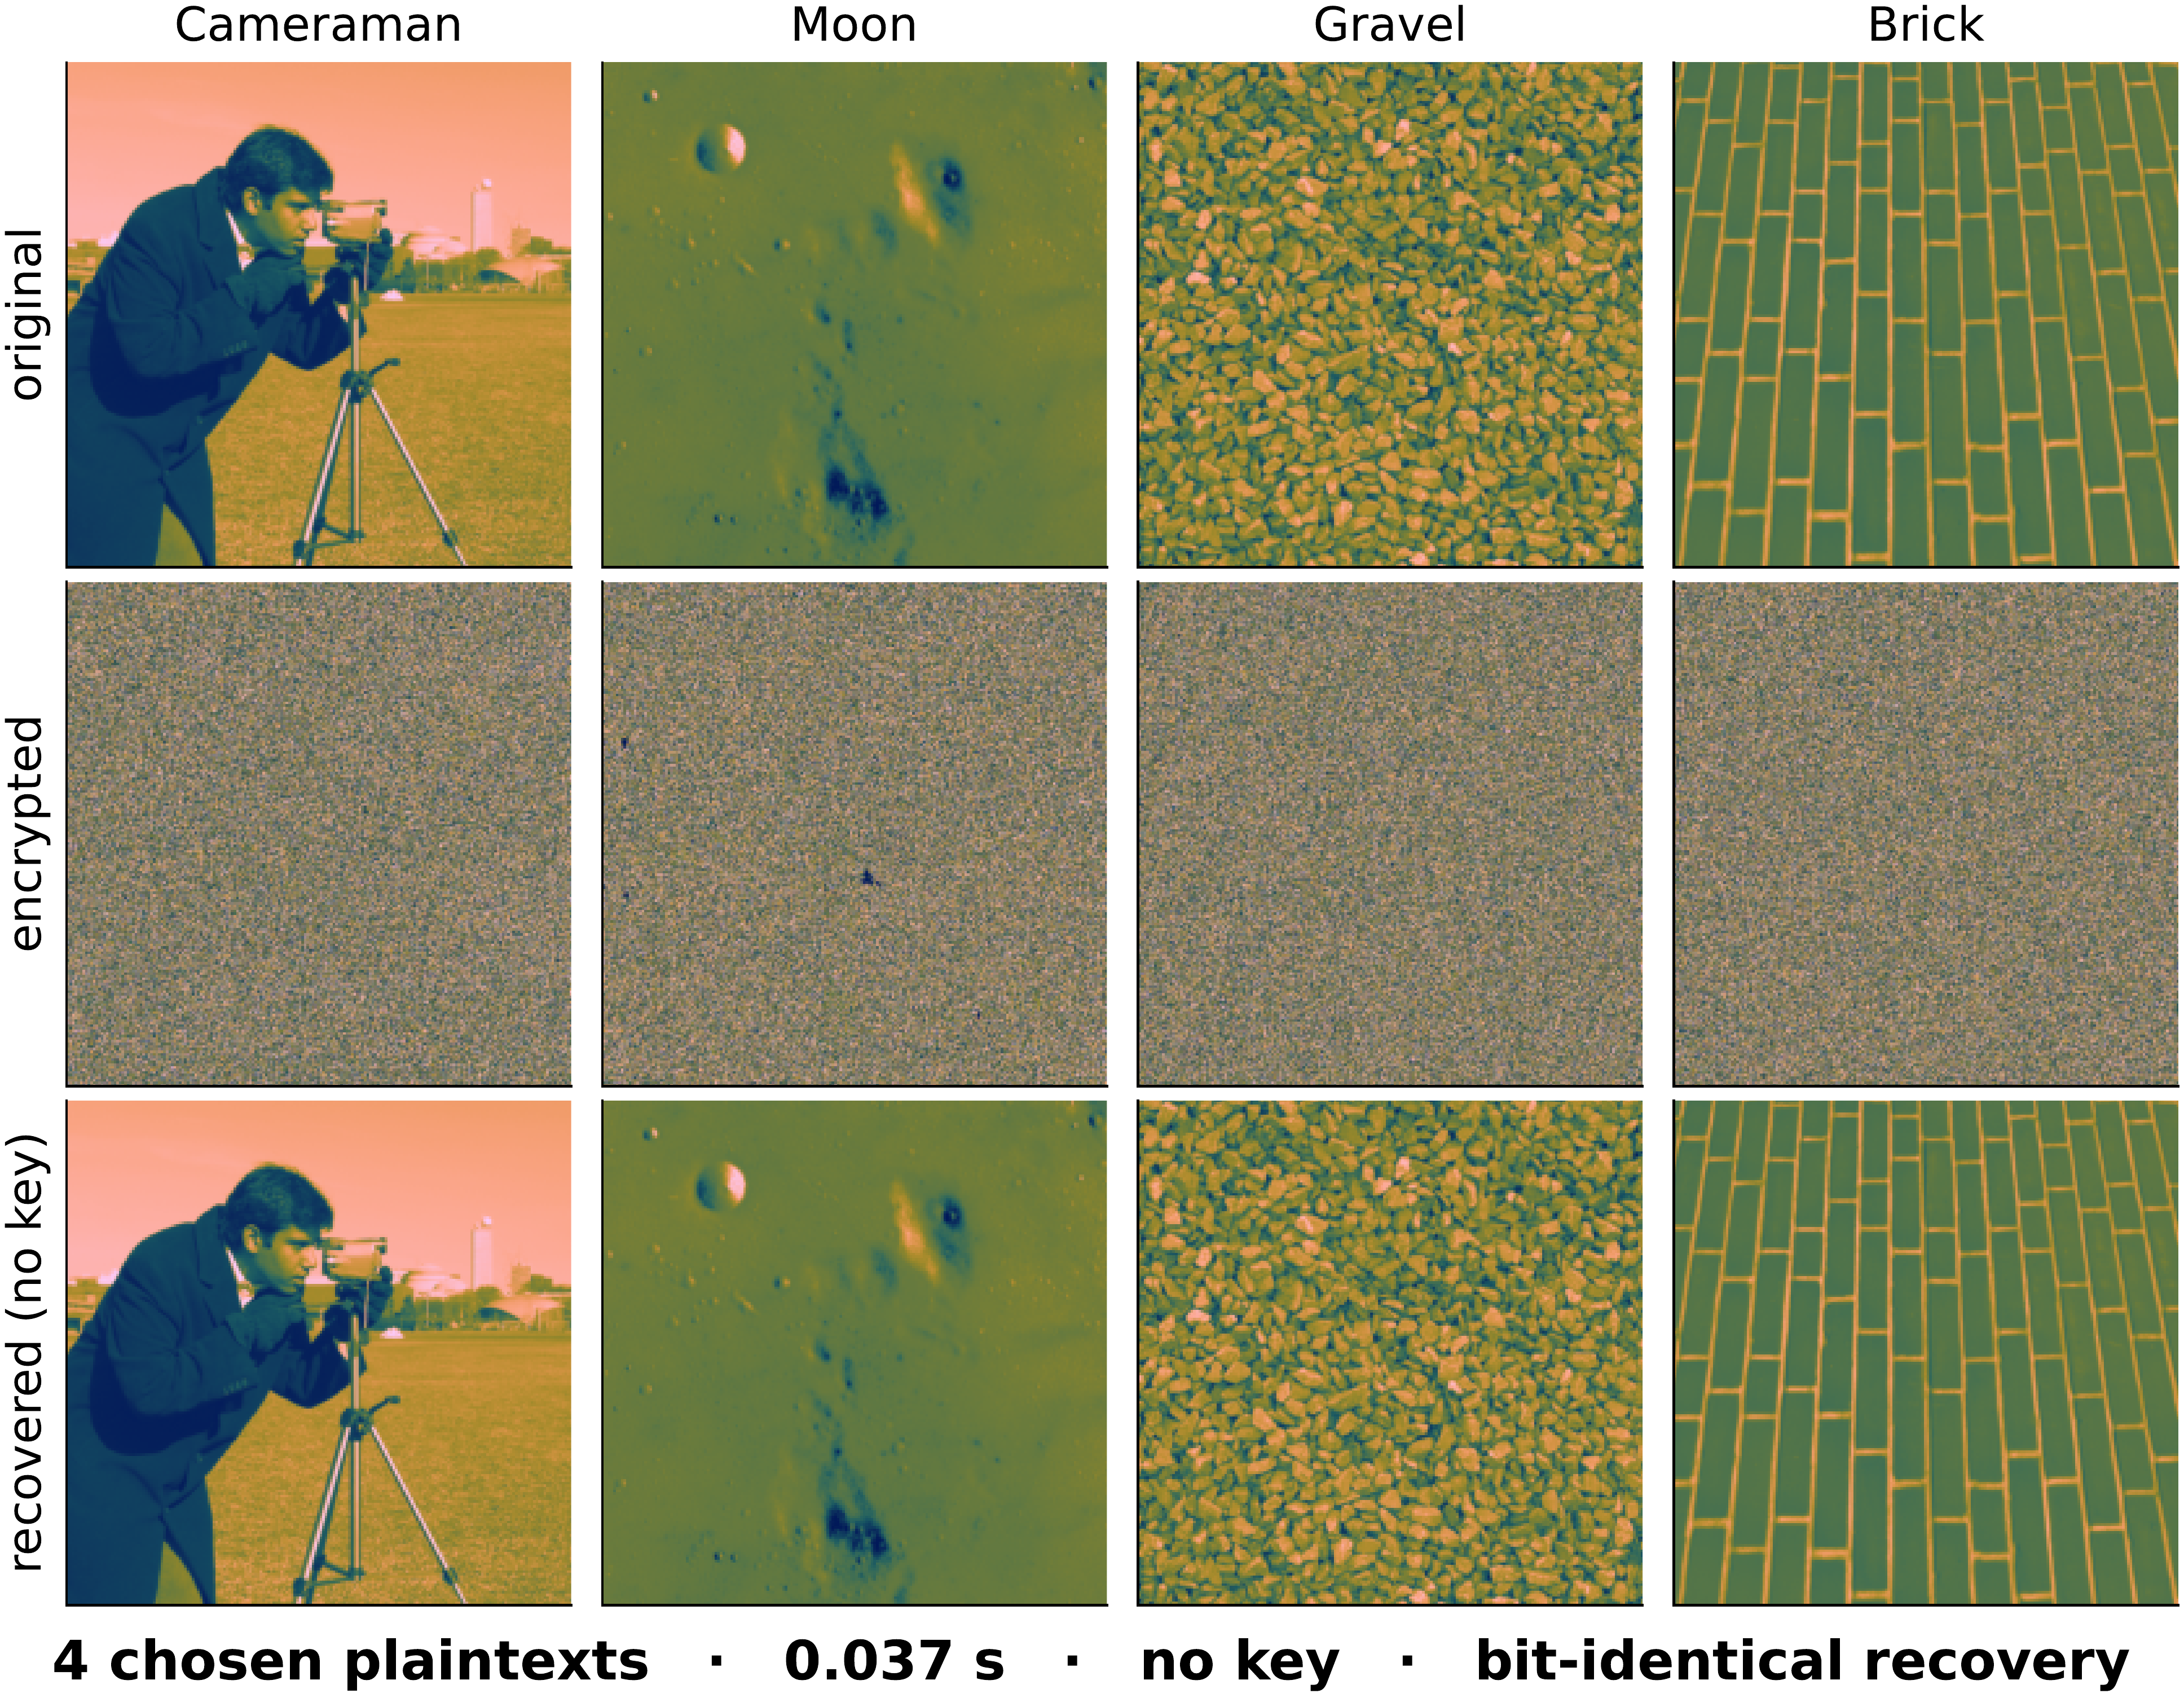 Cameraman
Moon
Gravel
Brick
original
encrypted
recovered (no key)
4 chosen plaintexts · 0.037 s · no key · bit-identical recovery